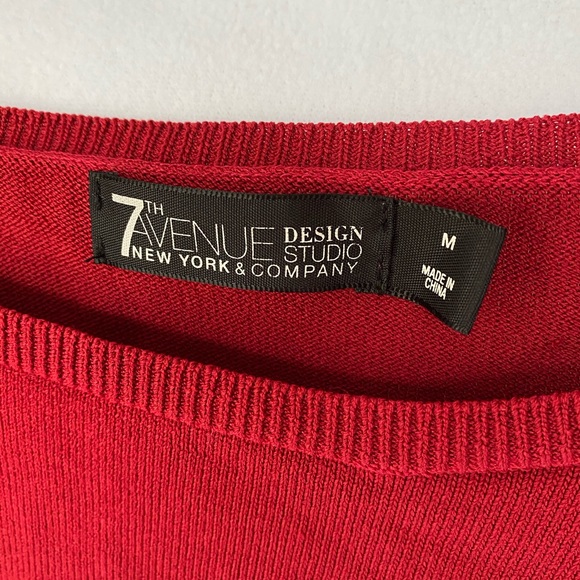 7TH
AVENUE DESIGN STUDIO
NEW YORK & COMPANY
M
MADE IN
CHINA